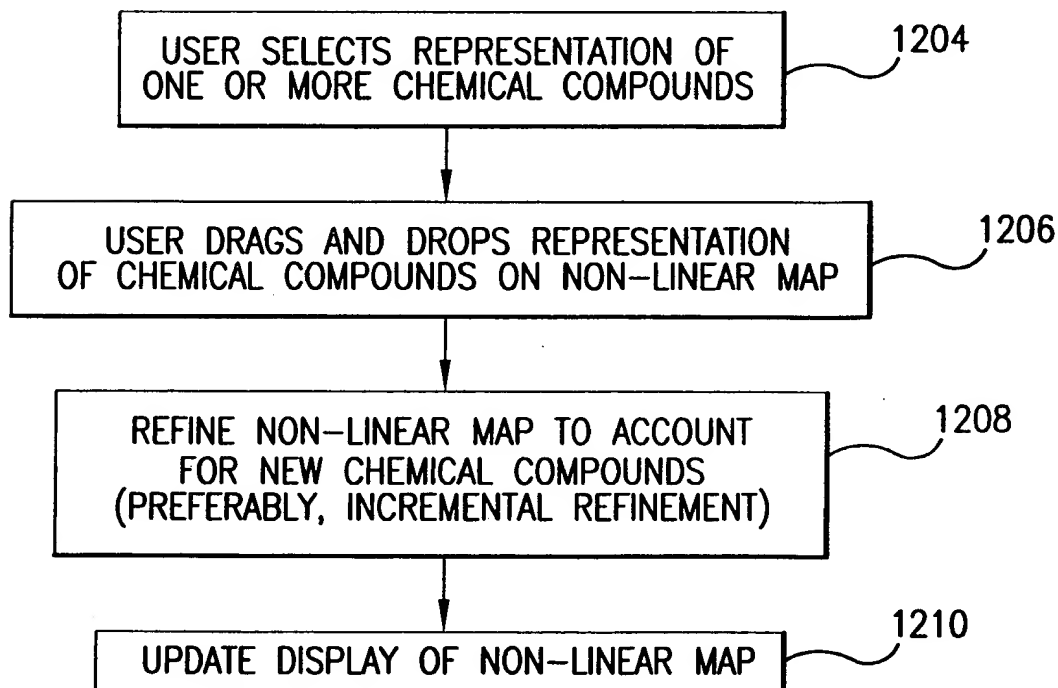 USER SELECTS REPRESENTATION OF
ONE OR MORE CHEMICAL COMPOUNDS
1204
USER DRAGS AND DROPS REPRESENTATION
OF CHEMICAL COMPOUNDS ON NON-LINEAR MAP
1206
REFINE NON-LINEAR MAP TO ACCOUNT
FOR NEW CHEMICAL COMPOUNDS
(PREFERABLY, INCREMENTAL REFINEMENT)
1208
UPDATE DISPLAY OF NON-LINEAR MAP
1210